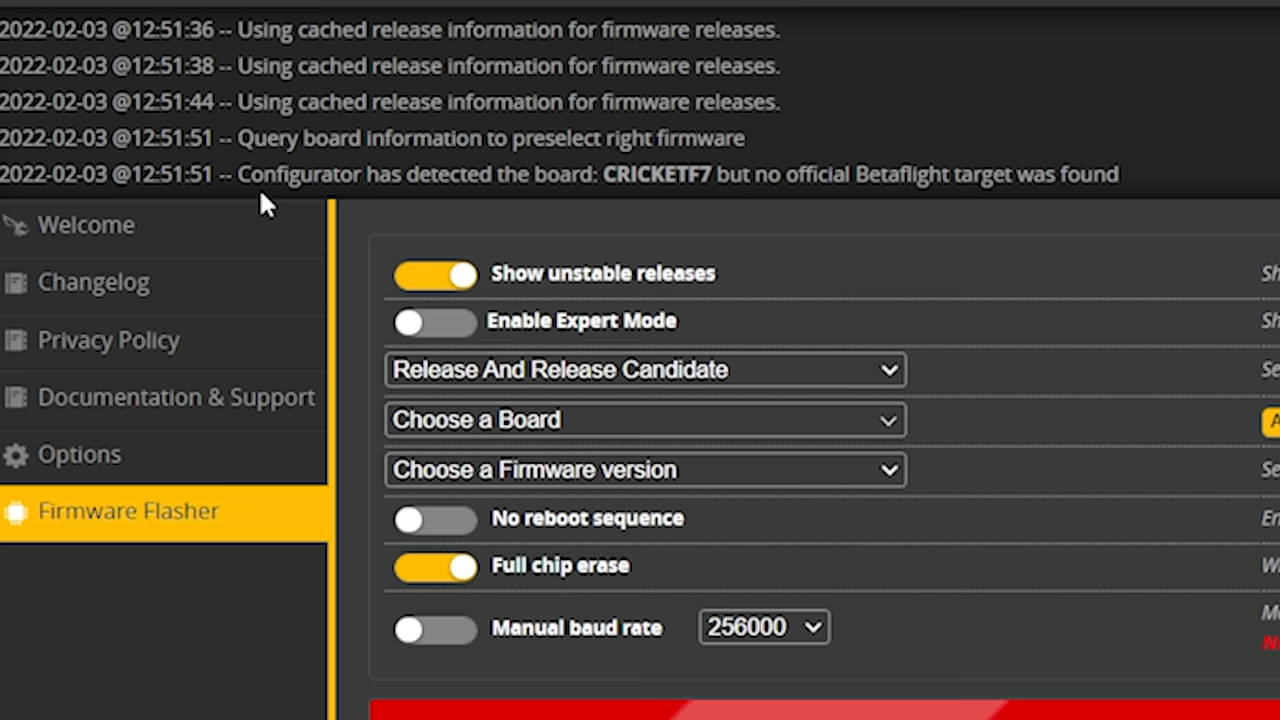 2022-02-03 @12:51:36 -- Using cached release information for firmware releases.
2022-02-03 @12:51:38 -- Using cached release information for firmware releases.
2022-02-03 @12:51:44 -- Using cached release information for firmware releases.
2022-02-03 @12:51:51 -- Query board information to preselect right firmware
2022-02-03 @12:51:51 -- Configurator has detected the board: CRICKETF7 but no official Betaflight target was found
Welcome
Changelog
Privacy Policy
Documentation & Support
Options
Firmware Flasher
Show unstable releases
Sh
Enable Expert Mode
Sh
Release And Release Candidate
Se
Choose a Board
A
Choose a Firmware version
Se
No reboot sequence
Full chip erase
Manual baud rate
256000